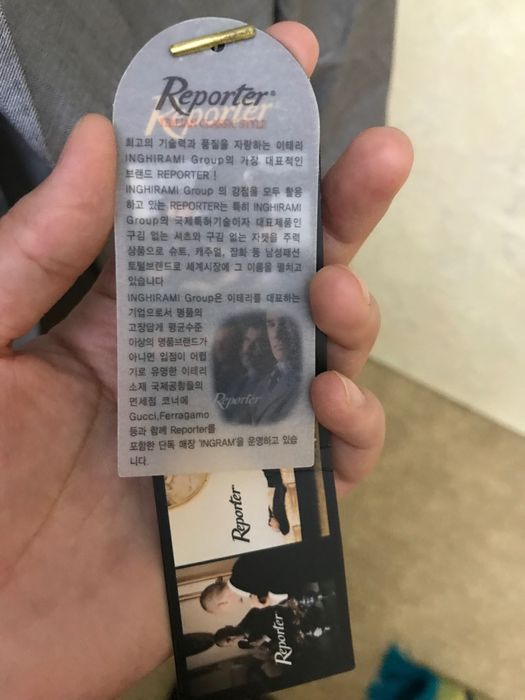 Reporter®
Reporter
최고의 기술력과 품질을 자랑하는 이테리
INGHIRAMI Group의 가장 대표적인
브랜드 REPORTER !
INGHIRAMI Group 의 강점을 모두 활용
하고 있는 REPORTER는 특히 INGHIRAMI
Group의 국제특허기술이자 대표제품인
구김 없는 셔츠와 구김 없는 자켓을 주력
상품으로 슈트, 캐주얼, 잡화 등 남성패션
토털브랜드로 세계시장에 그 이름을 떨치고
있습니다
INGHIRAMI Group은 이테리를 대표하는
기업으로서 명품의
고장답게 평균수준
이상의 명품브랜드가
아니면 입점이 어렵
기로 유명한 이테리
소재 국제공항들의
면세점 코너에
Gucci,Ferragamo
등과 함께 Reporter를
포함한 단독 매장 'INGRAM'을 운영하고 있습
니다.
Reporter
Reporter
Reporter